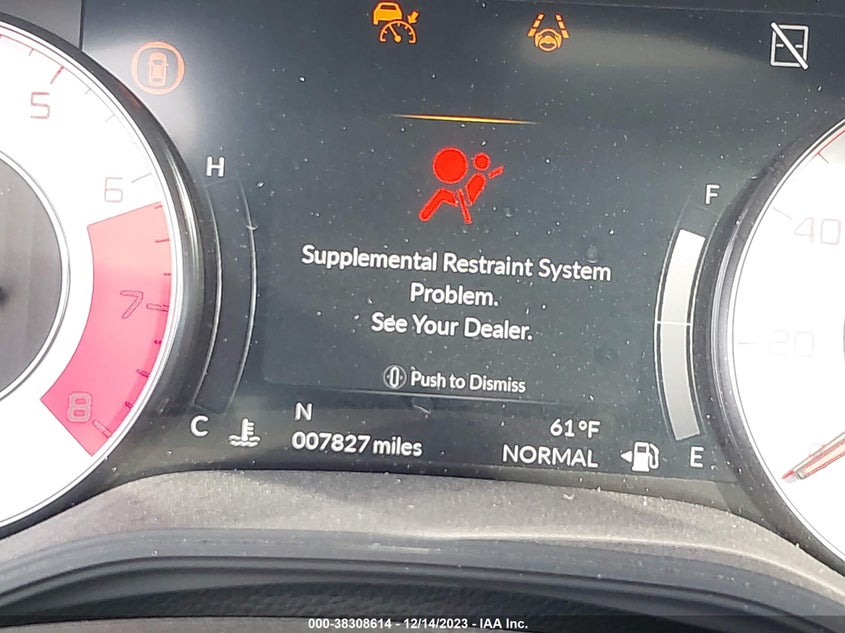 5
6
7
8
H
C
Supplemental Restraint System
Problem.
See Your Dealer.
Push to Dismiss
N
007827 miles
61°F
NORMAL
F
E
40
20
0
000-38308614 - 12/14/2023 - IAA Inc.